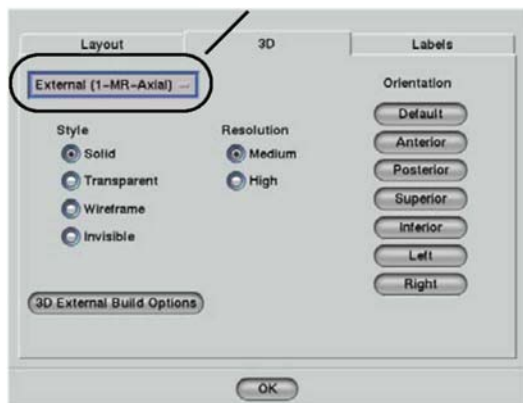 Layout
3D
Labels
External (1-MR-Axial)
Orientation
Default
Anterior
Posterior
Superior
Inferior
Left
Right
Style
Solid
Transparent
Wireframe
Invisible
Resolution
Medium
High
3D External Build Options
OK